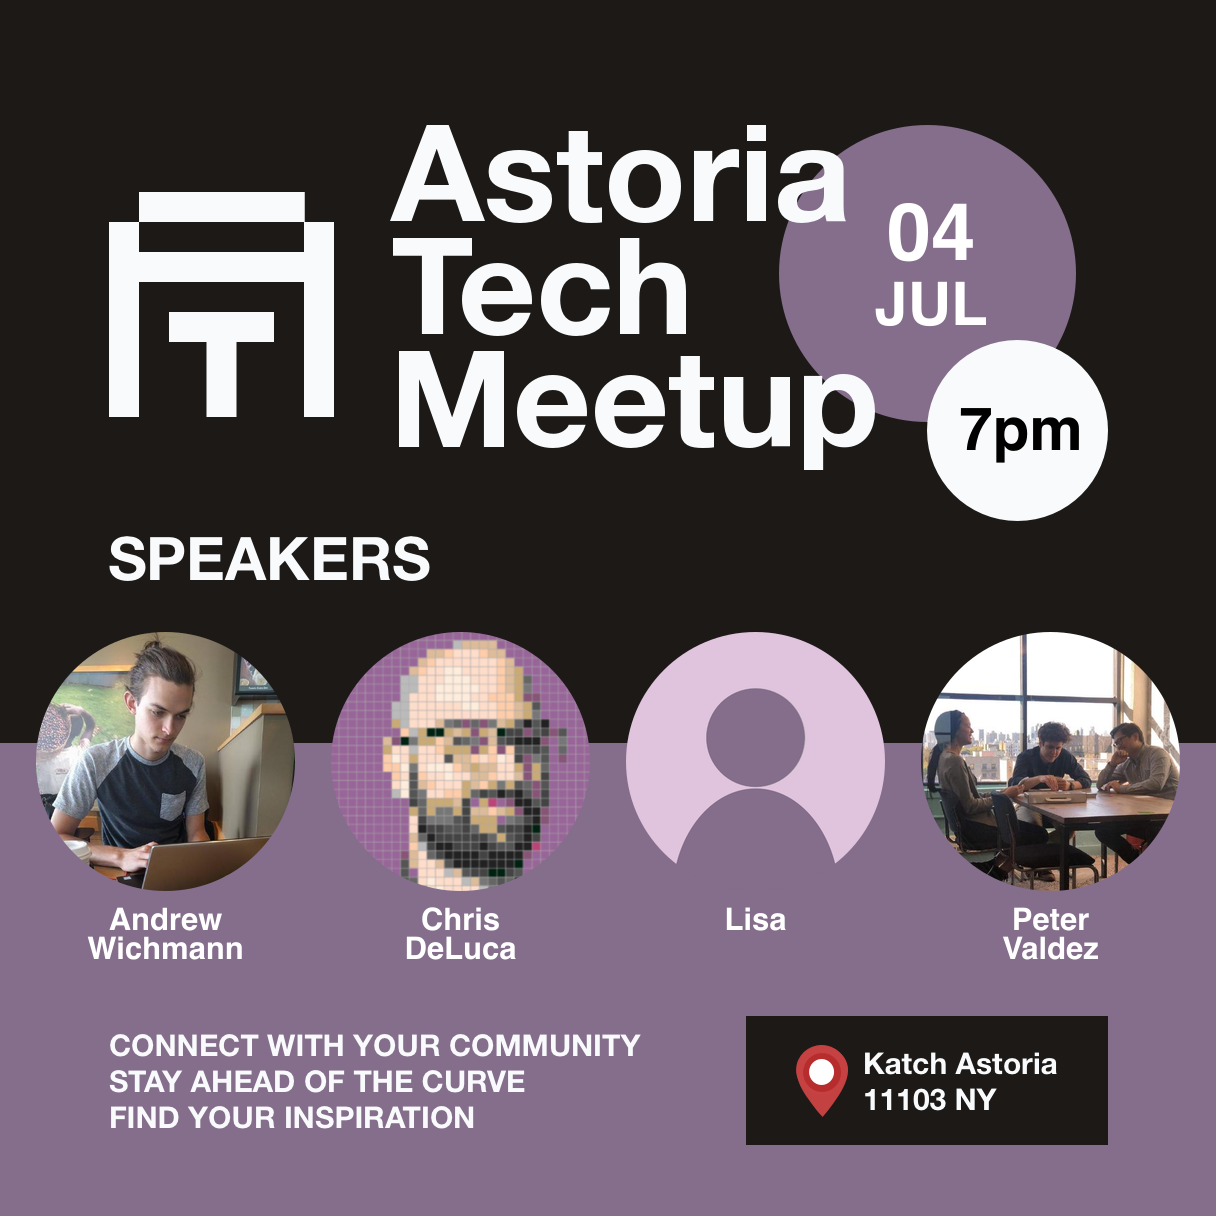 Astoria
Tech
Meetup
04
JUL
7pm
SPEAKERS
Andrew
Wichmann
Chris
DeLuca
Lisa
Peter
Valdez
CONNECT WITH YOUR COMMUNITY
STAY AHEAD OF THE CURVE
FIND YOUR INSPIRATION
Katch Astoria
11103 NY